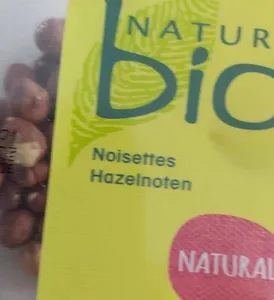 NATUR
bio
Noisettes
Hazelnoten
NATURAL